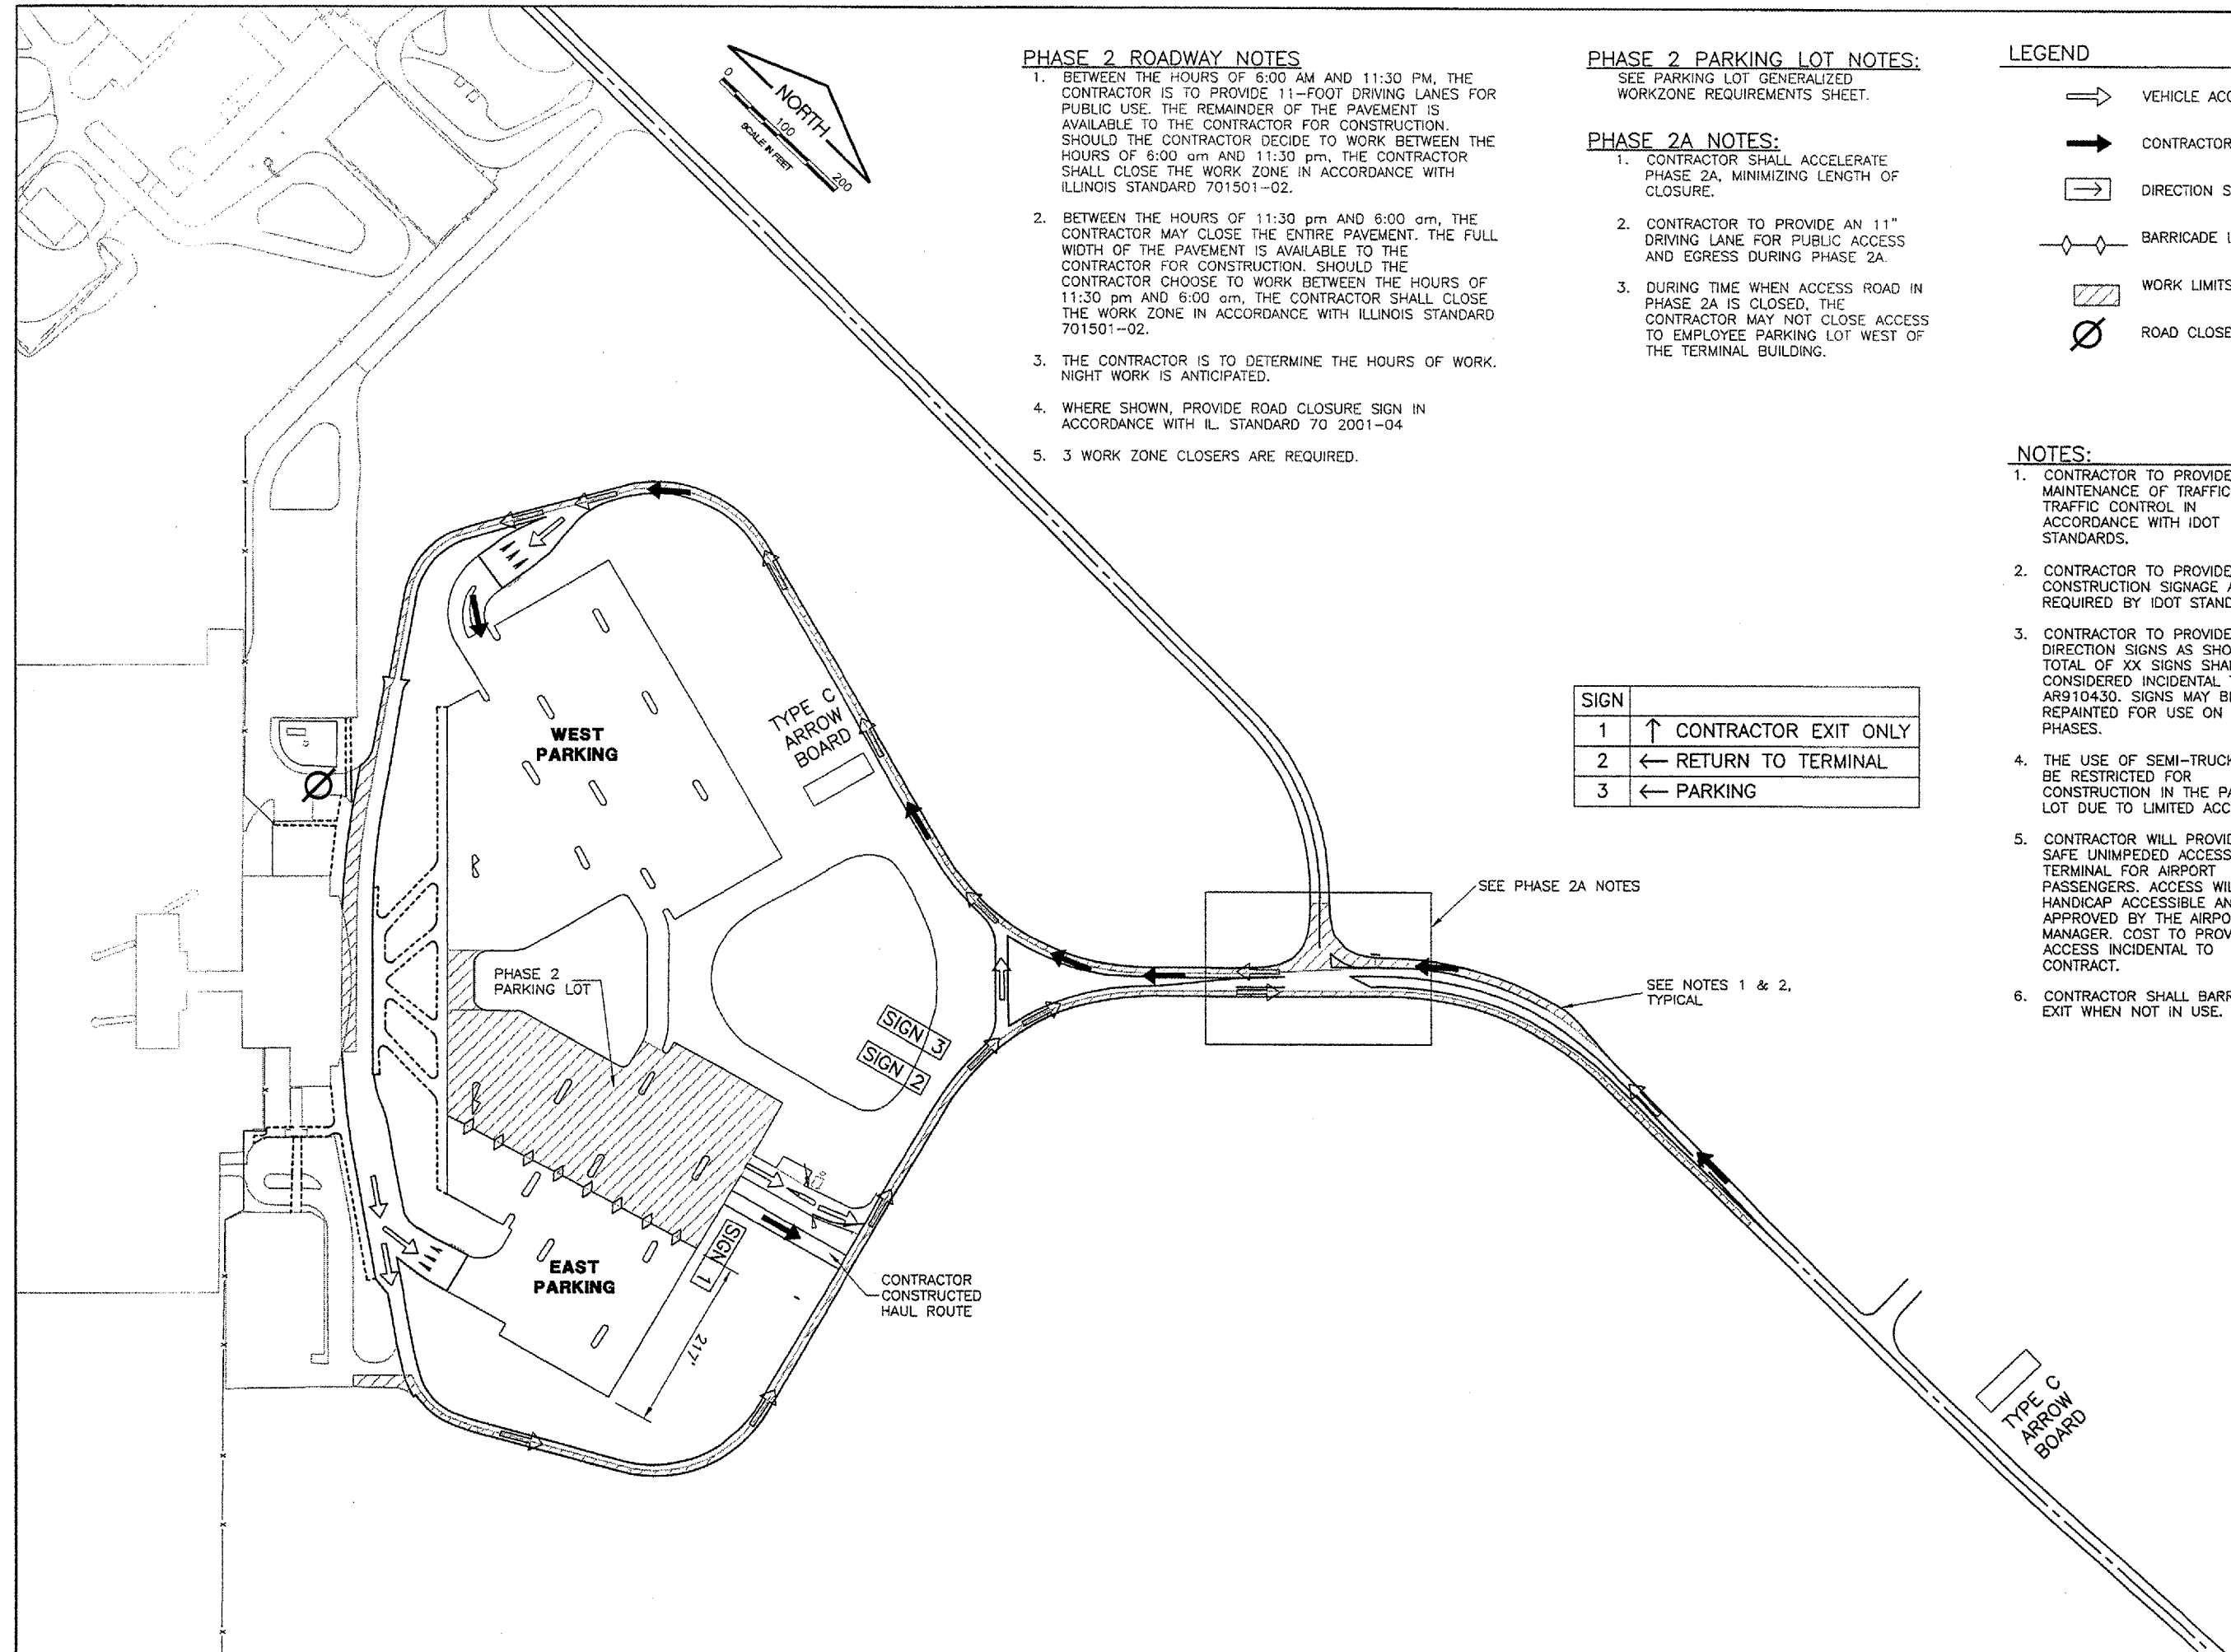 PHASE 2 ROADWAY NOTES
1. BETWEEN THE HOURS OF 6:00 AM AND 11:30 PM, THE
CONTRACTOR IS TO PROVIDE 11-FOOT DRIVING LANES FOR
PUBLIC USE. THE REMAINDER OF THE PAVEMENT IS
AVAILABLE TO THE CONTRACTOR FOR CONSTRUCTION.
SHOULD THE CONTRACTOR DECIDE TO WORK BETWEEN THE
HOURS OF 6:00 am AND 11:30 pm, THE CONTRACTOR
SHALL CLOSE THE WORK ZONE IN ACCORDANCE WITH
ILLINOIS STANDARD 701501-02.
2. BETWEEN THE HOURS OF 11:30 pm AND 6:00 am, THE
CONTRACTOR MAY CLOSE THE ENTIRE PAVEMENT. THE FULL
WIDTH OF THE PAVEMENT IS AVAILABLE TO THE
CONTRACTOR FOR CONSTRUCTION. SHOULD THE
CONTRACTOR CHOOSE TO WORK BETWEEN THE HOURS OF
11:30 pm AND 6:00 am, THE CONTRACTOR SHALL CLOSE
THE WORK ZONE IN ACCORDANCE WITH ILLINOIS STANDARD
701501-02.
3. THE CONTRACTOR IS TO DETERMINE THE HOURS OF WORK.
NIGHT WORK IS ANTICIPATED.
4. WHERE SHOWN, PROVIDE ROAD CLOSURE SIGN IN
ACCORDANCE WITH IL. STANDARD 70 2001-04
5. 3 WORK ZONE CLOSERS ARE REQUIRED.
PHASE 2 PARKING LOT NOTES:
SEE PARKING LOT GENERALIZED
WORKZONE REQUIREMENTS SHEET.
PHASE 2A NOTES:
1. CONTRACTOR SHALL ACCELERATE
PHASE 2A, MINIMIZING LENGTH OF
CLOSURE.
2. CONTRACTOR TO PROVIDE AN 11"
DRIVING LANE FOR PUBLIC ACCESS
AND EGRESS DURING PHASE 2A.
3. DURING TIME WHEN ACCESS ROAD IN
PHASE 2A IS CLOSED, THE
CONTRACTOR MAY NOT CLOSE ACCESS
TO EMPLOYEE PARKING LOT WEST OF
THE TERMINAL BUILDING.
LEGEND
VEHICLE ACC
CONTRACTOR
DIRECTION S
BARRICADE L
WORK LIMITS
ROAD CLOSE
NOTES:
1. CONTRACTOR TO PROVIDE
MAINTENANCE OF TRAFFIC
TRAFFIC CONTROL IN
ACCORDANCE WITH IDOT
STANDARDS.
2. CONTRACTOR TO PROVIDE
CONSTRUCTION SIGNAGE A
REQUIRED BY IDOT STAND
3. CONTRACTOR TO PROVIDE
DIRECTION SIGNS AS SHO
TOTAL OF XX SIGNS SHAL
CONSIDERED INCIDENTAL T
AR910430. SIGNS MAY BE
REPAINTED FOR USE ON
PHASES.
4. THE USE OF SEMI-TRUCK
BE RESTRICTED FOR
CONSTRUCTION IN THE PA
LOT DUE TO LIMITED ACC
5. CONTRACTOR WILL PROVID
SAFE UNIMPEDED ACCESS
TERMINAL FOR AIRPORT
PASSENGERS. ACCESS WIL
HANDICAP ACCESSIBLE AN
APPROVED BY THE AIRPO
MANAGER. COST TO PROV
ACCESS INCIDENTAL TO
CONTRACT.
6. CONTRACTOR SHALL BARR
EXIT WHEN NOT IN USE.
NORTH
0
100
200
SCALE IN FEET
SIGN
1 ↑ CONTRACTOR EXIT ONLY
2 ← RETURN TO TERMINAL
3 ← PARKING
TYPE C
ARROW
BOARD
WEST
PARKING
SEE PHASE 2A NOTES
PHASE 2
PARKING LOT
SEE NOTES 1 & 2,
TYPICAL
SIGN 3
SIGN 2
SIGN 1
EAST
PARKING
217'
CONTRACTOR
CONSTRUCTED
HAUL ROUTE
TYPE C
ARROW
BOARD